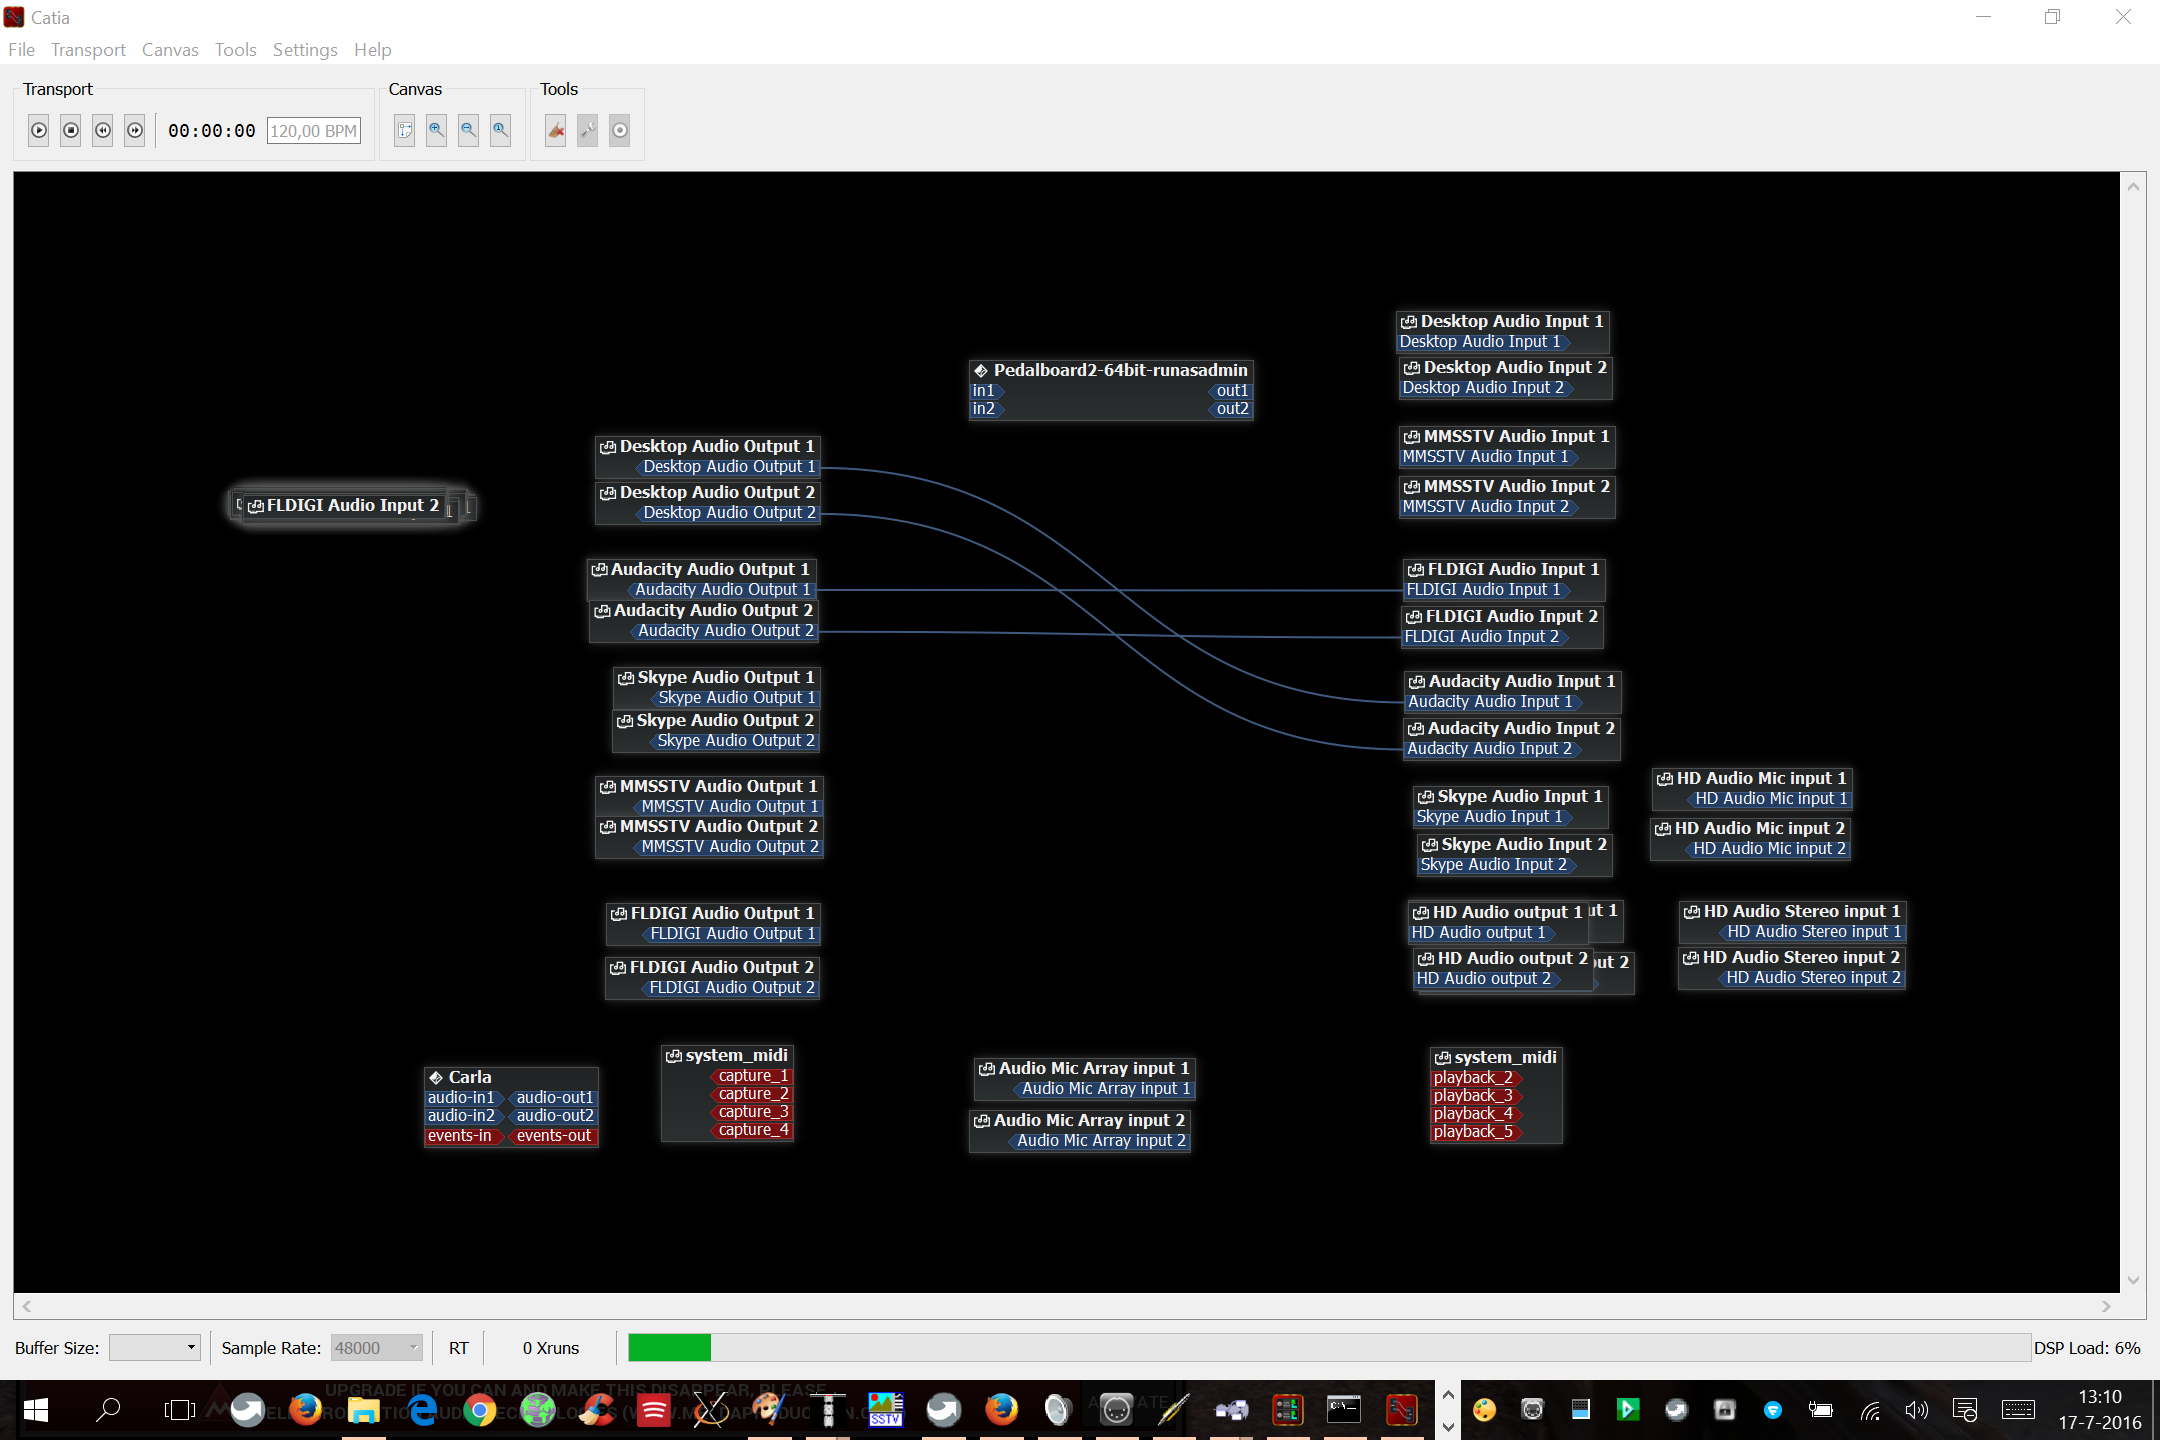 Catia
File Transport Canvas Tools Settings Help
Transport Canvas Tools
00:00:00 120,00 BPM
Desktop Audio Input 1
Desktop Audio Input 1
Desktop Audio Input 2
Desktop Audio Input 2
Pedalboard2-64bit-runasadmin
in1 out1
in2 out2
MMSSTV Audio Input 1
MMSSTV Audio Input 1
MMSSTV Audio Input 2
MMSSTV Audio Input 2
Desktop Audio Output 1
Desktop Audio Output 1
Desktop Audio Output 2
Desktop Audio Output 2
FLDIGI Audio Input 2
Audacity Audio Output 1
Audacity Audio Output 1
Audacity Audio Output 2
Audacity Audio Output 2
FLDIGI Audio Input 1
FLDIGI Audio Input 1
FLDIGI Audio Input 2
FLDIGI Audio Input 2
Skype Audio Output 1
Skype Audio Output 1
Skype Audio Output 2
Skype Audio Output 2
Audacity Audio Input 1
Audacity Audio Input 1
Audacity Audio Input 2
Audacity Audio Input 2
MMSSTV Audio Output 1
MMSSTV Audio Output 1
MMSSTV Audio Output 2
MMSSTV Audio Output 2
Skype Audio Input 1
Skype Audio Input 1
Skype Audio Input 2
Skype Audio Input 2
HD Audio Mic input 1
HD Audio Mic input 1
HD Audio Mic input 2
HD Audio Mic input 2
FLDIGI Audio Output 1
FLDIGI Audio Output 1
FLDIGI Audio Output 2
FLDIGI Audio Output 2
HD Audio output 1 ut 1
HD Audio output 1
HD Audio output 2 out 2
HD Audio output 2
HD Audio Stereo input 1
HD Audio Stereo input 1
HD Audio Stereo input 2
HD Audio Stereo input 2
Carla
audio-in1 audio-out1
audio-in2 audio-out2
events-in events-out
system_midi
capture_1
capture_2
capture_3
capture_4
Audio Mic Array input 1
Audio Mic Array input 1
Audio Mic Array input 2
Audio Mic Array input 2
system_midi
playback_2
playback_3
playback_4
playback_5
Buffer Size: Sample Rate: 48000 RT 0 Xruns DSP Load: 6%
UPGRADE IF YOU CAN AND MAKE THIS DISAPPEAR, PLEASE
SSTV
13:10
17-7-2016